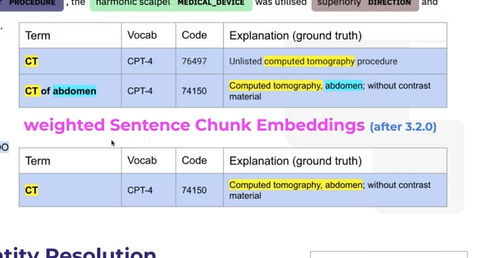 PROCEDURE , the harmonic scalpel MEDICAL_DEVICE was utilised superiorly DIRECTION and
Term Vocab Code Explanation (ground truth)
CT CPT-4 76497 Unlisted computed tomography procedure
CT of abdomen CPT-4 74150 Computed tomography, abdomen; without contrast
material
weighted Sentence Chunk Embeddings (after 3.2.0)
Term Vocab Code Explanation (ground truth)
CT CPT-4 74150 Computed tomography, abdomen; without contrast
material
tity Resolution